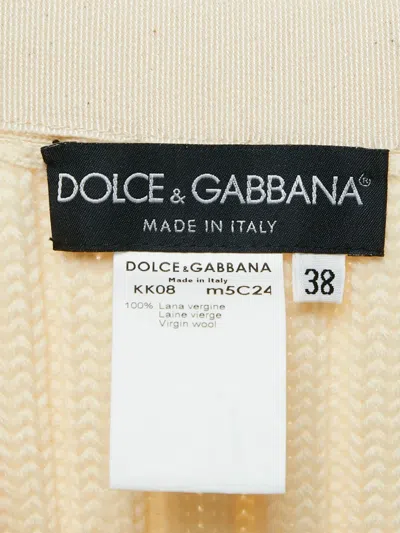 DOLCE & GABBANA®
MADE IN ITALY
DOLCE&GABBANA
Made in Italy
KK08 m5C24
100% Lana vergine
Laine vierge
Virgin wool
38